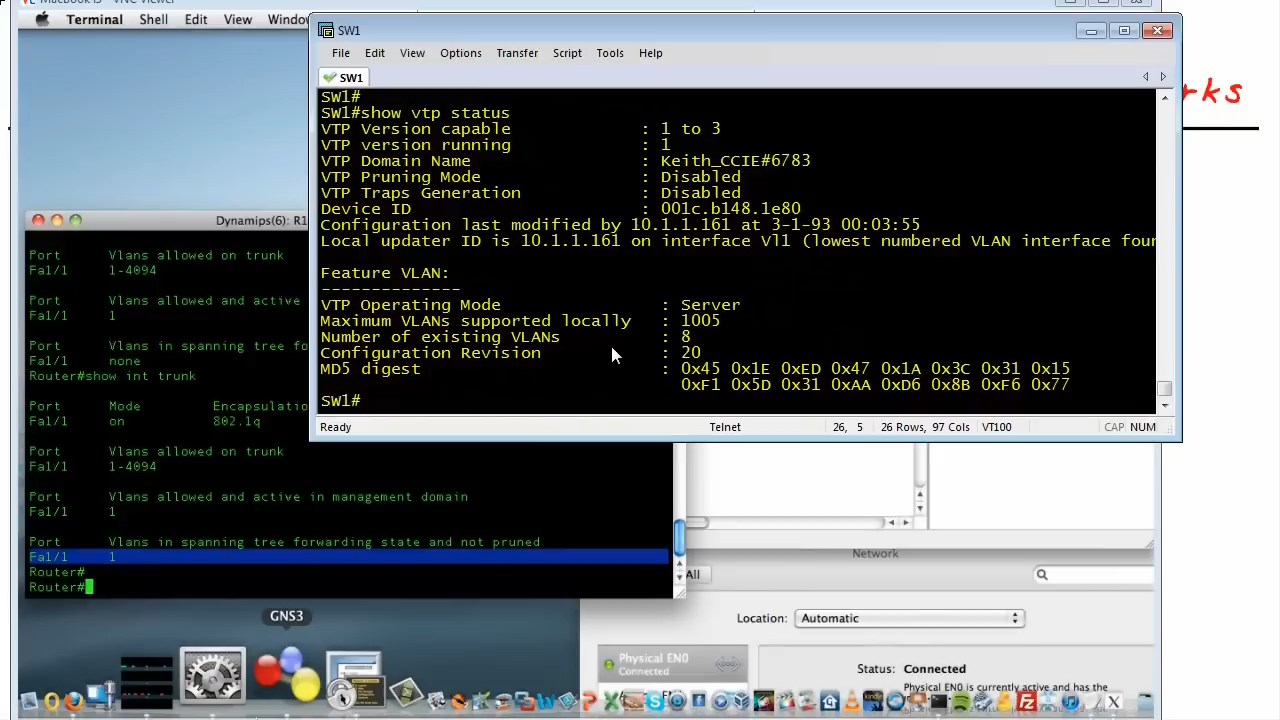 MacBook i5 - VNC Viewer
Terminal Shell Edit View Window
rks
SW1
File Edit View Options Transfer Script Tools Help
SW1
SW1#
SW1#show vtp status
VTP Version capable : 1 to 3
VTP version running : 1
VTP Domain Name : Keith_CCIE#6783
VTP Pruning Mode : Disabled
VTP Traps Generation : Disabled
Device ID : 001c.b148.1e80
Configuration last modified by 10.1.1.161 at 3-1-93 00:03:55
Local updater ID is 10.1.1.161 on interface Vl1 (lowest numbered VLAN interface foun
Feature VLAN:
--------------
VTP Operating Mode : Server
Maximum VLANs supported locally : 1005
Number of existing VLANs : 8
Configuration Revision : 20
MD5 digest : 0x45 0x1E 0xED 0x47 0x1A 0x3C 0x31 0x15
0xF1 0x5D 0x31 0xAA 0xD6 0x8B 0xF6 0x77
SW1#
Ready Telnet 26, 5 26 Rows, 97 Cols VT100 CAP NUM
Dynamips(6): R1
Port Vlans allowed on trunk
Fa1/1 1-4094
Port Vlans allowed and active
Fa1/1 1
Port Vlans in spanning tree fo
Fa1/1 none
Router#show int trunk
Port Mode Encapsulatio
Fa1/1 on 802.1q
Port Vlans allowed on trunk
Fa1/1 1-4094
Port Vlans allowed and active in management domain
Fa1/1 1
Port Vlans in spanning tree forwarding state and not pruned
Fa1/1 1
Router#
Router#
GNS3
Network
All
Location: Automatic
Physical EN0
Connected
Status: Connected
Physical EN0 is currently active and has the